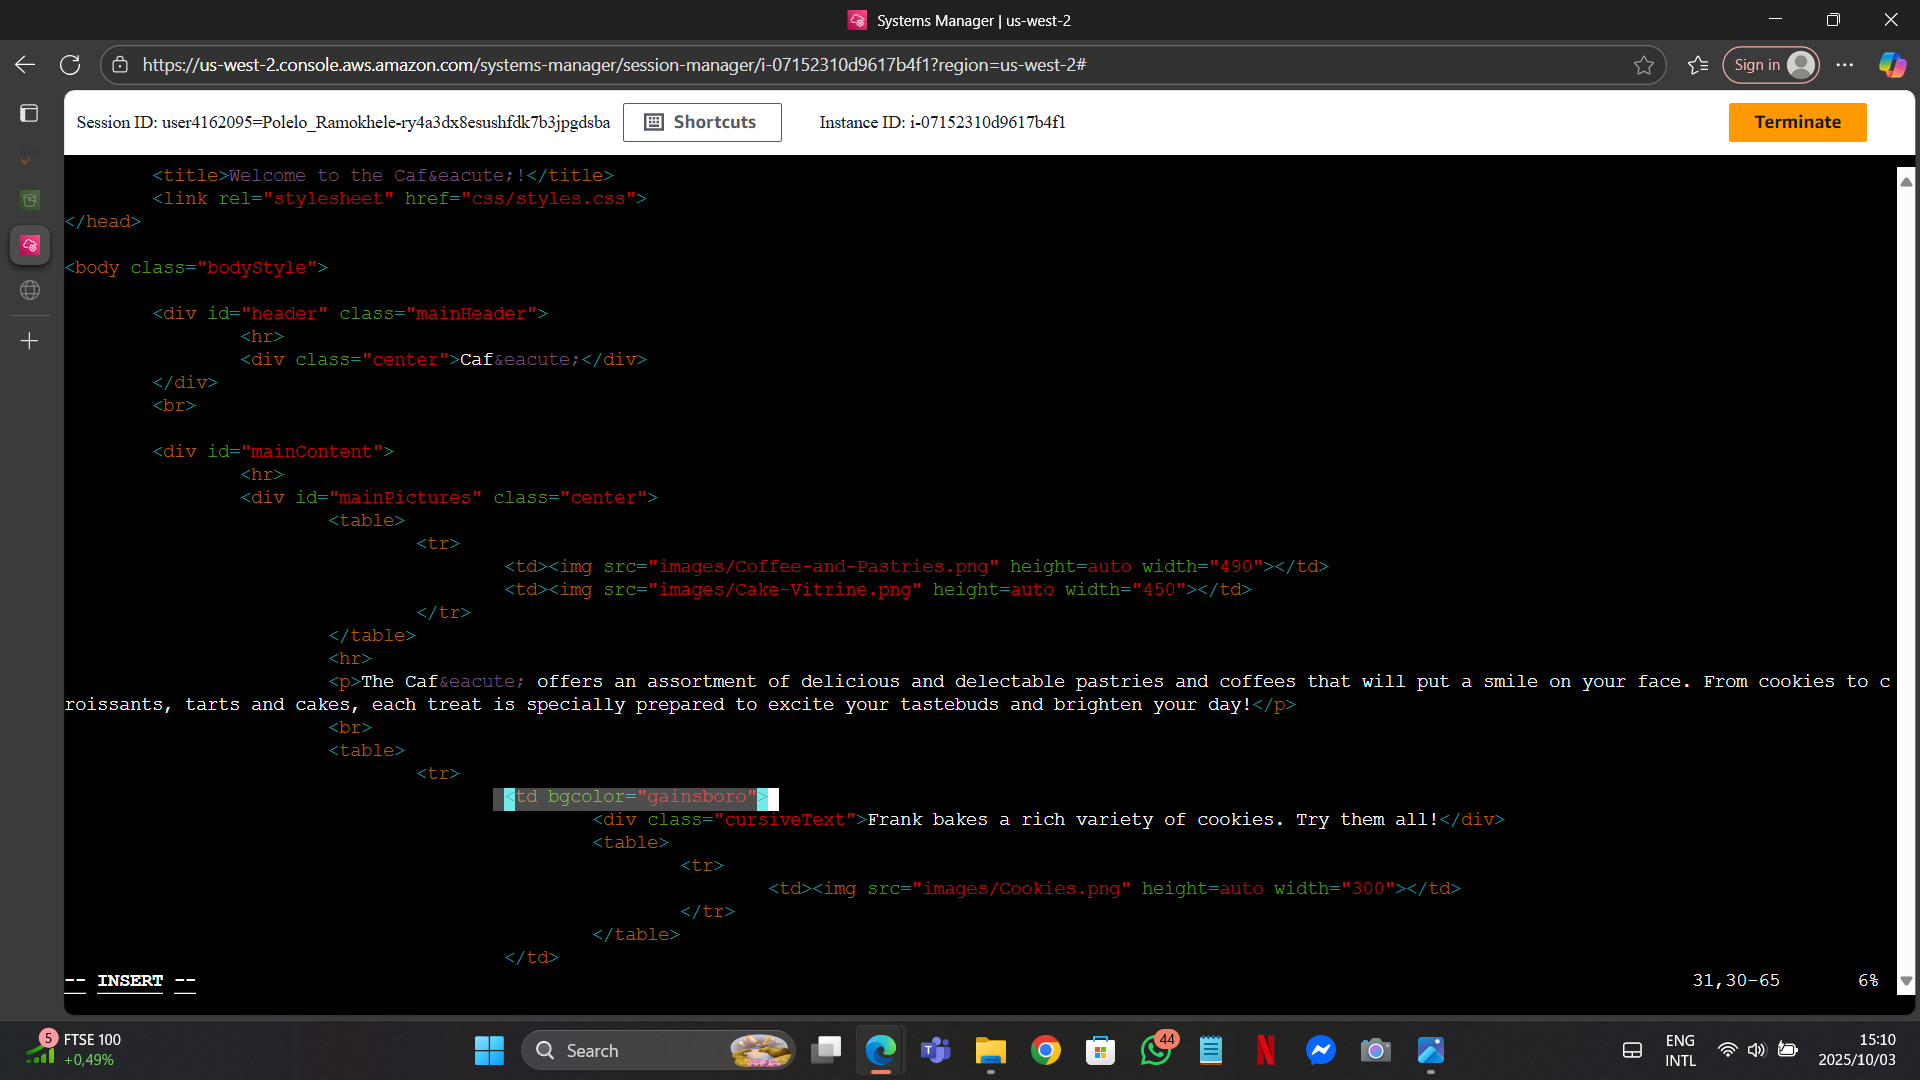 Systems Manager | us-west-2
https://us-west-2.console.aws.amazon.com/systems-manager/session-manager/i-07152310d9617b4f1?region=us-west-2#
Sign in
Session ID: user4162095=Polelo_Ramokhele-ry4a3dx8esushfdk7b3jpgdsba
Shortcuts
Instance ID: i-07152310d9617b4f1
Terminate
<title>Welcome to the Caf&eacute;!</title>
<link rel="stylesheet" href="css/styles.css">
</head>
<body class="bodyStyle">
<div id="header" class="mainHeader">
<hr>
<div class="center">Caf&eacute;</div>
</div>
<br>
<div id="mainContent">
<hr>
<div id="mainPictures" class="center">
<table>
<tr>
<td><img src="images/Coffee-and-Pastries.png" height=auto width="490"></td>
<td><img src="images/Cake-Vitrine.png" height=auto width="450"></td>
</tr>
</table>
<hr>
<p>The Caf&eacute; offers an assortment of delicious and delectable pastries and coffees that will put a smile on your face. From cookies to c
roissants, tarts and cakes, each treat is specially prepared to excite your tastebuds and brighten your day!</p>
<br>
<table>
<tr>
<td bgcolor="gainsboro">
<div class="cursiveText">Frank bakes a rich variety of cookies. Try them all!</div>
<table>
<tr>
<td><img src="images/Cookies.png" height=auto width="300"></td>
</tr>
</table>
</td>
-- INSERT --
31,30-65
6%
5
FTSE 100
+0,49%
Search
44
ENG
INTL
15:10
2025/10/03